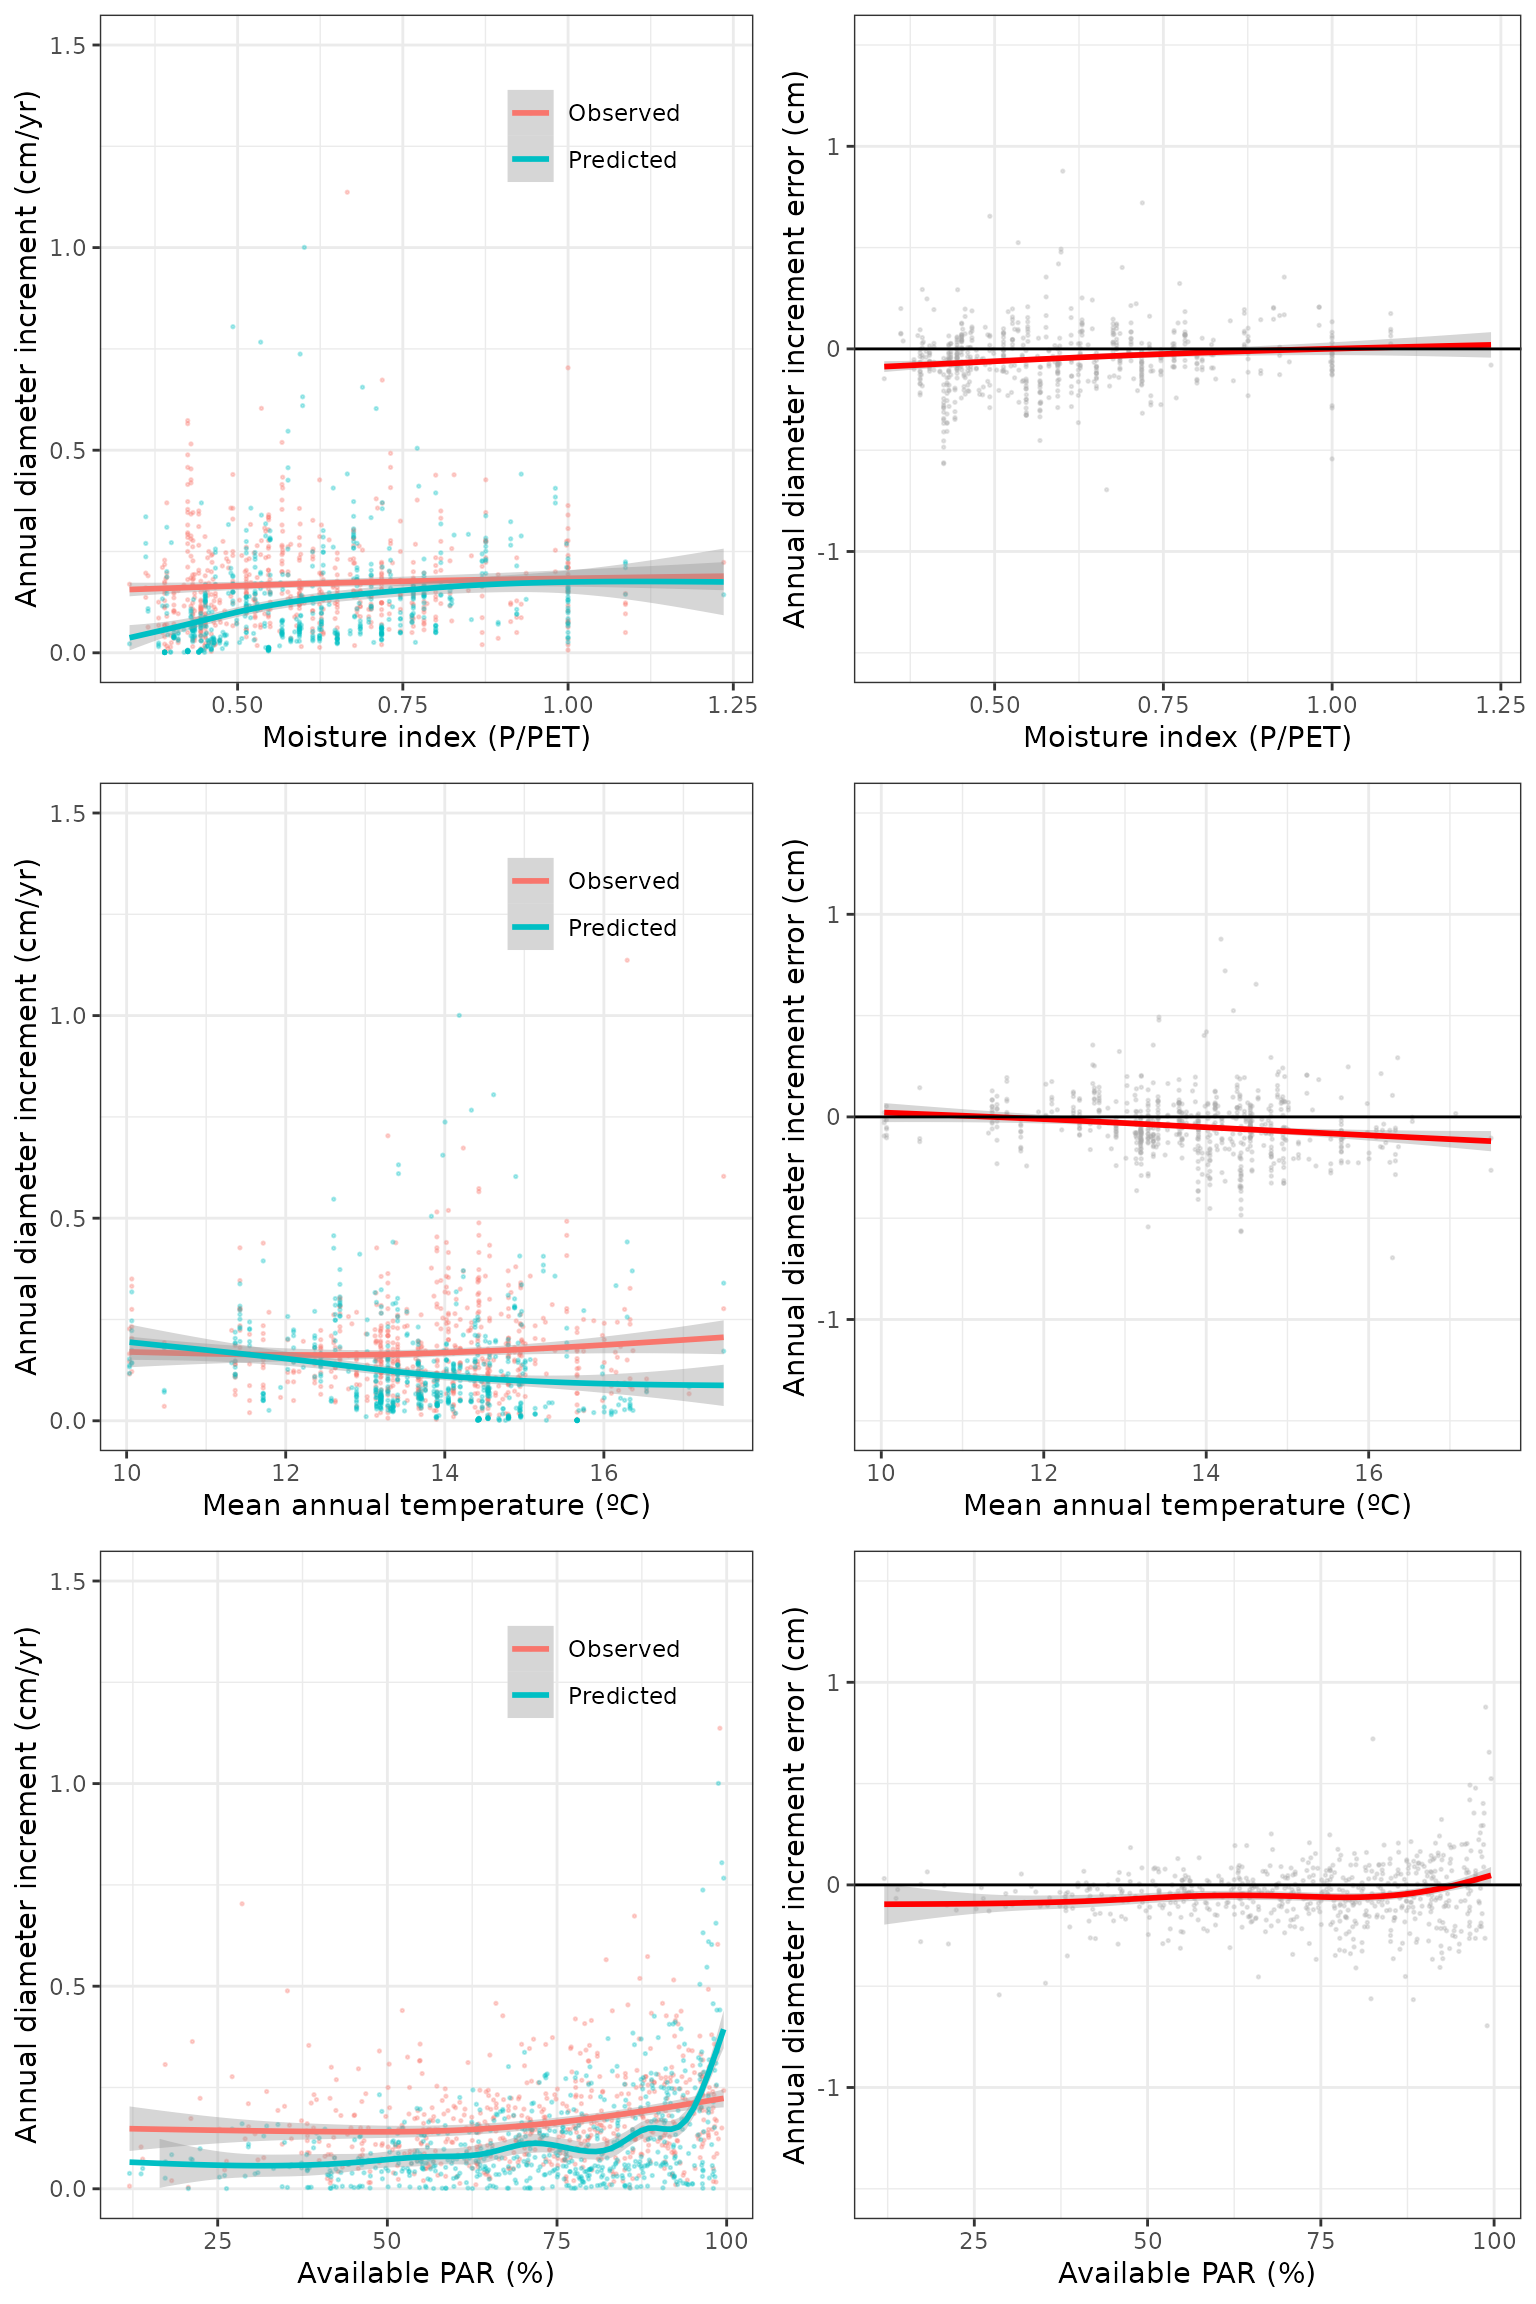 Annual diameter increment (cm/yr)
1.5
1.0
0.5
0.0
Observed
Predicted
0.50 0.75 1.00 1.25
Moisture index (P/PET)
Annual diameter increment error (cm)
1
0
-1
0.50 0.75 1.00 1.25
Moisture index (P/PET)
Annual diameter increment (cm/yr)
1.5
1.0
0.5
0.0
Observed
Predicted
10 12 14 16
Mean annual temperature (ºC)
Annual diameter increment error (cm)
1
0
-1
10 12 14 16
Mean annual temperature (ºC)
Annual diameter increment (cm/yr)
1.5
1.0
0.5
0.0
Observed
Predicted
25 50 75 100
Available PAR (%)
Annual diameter increment error (cm)
1
0
-1
25 50 75 100
Available PAR (%)